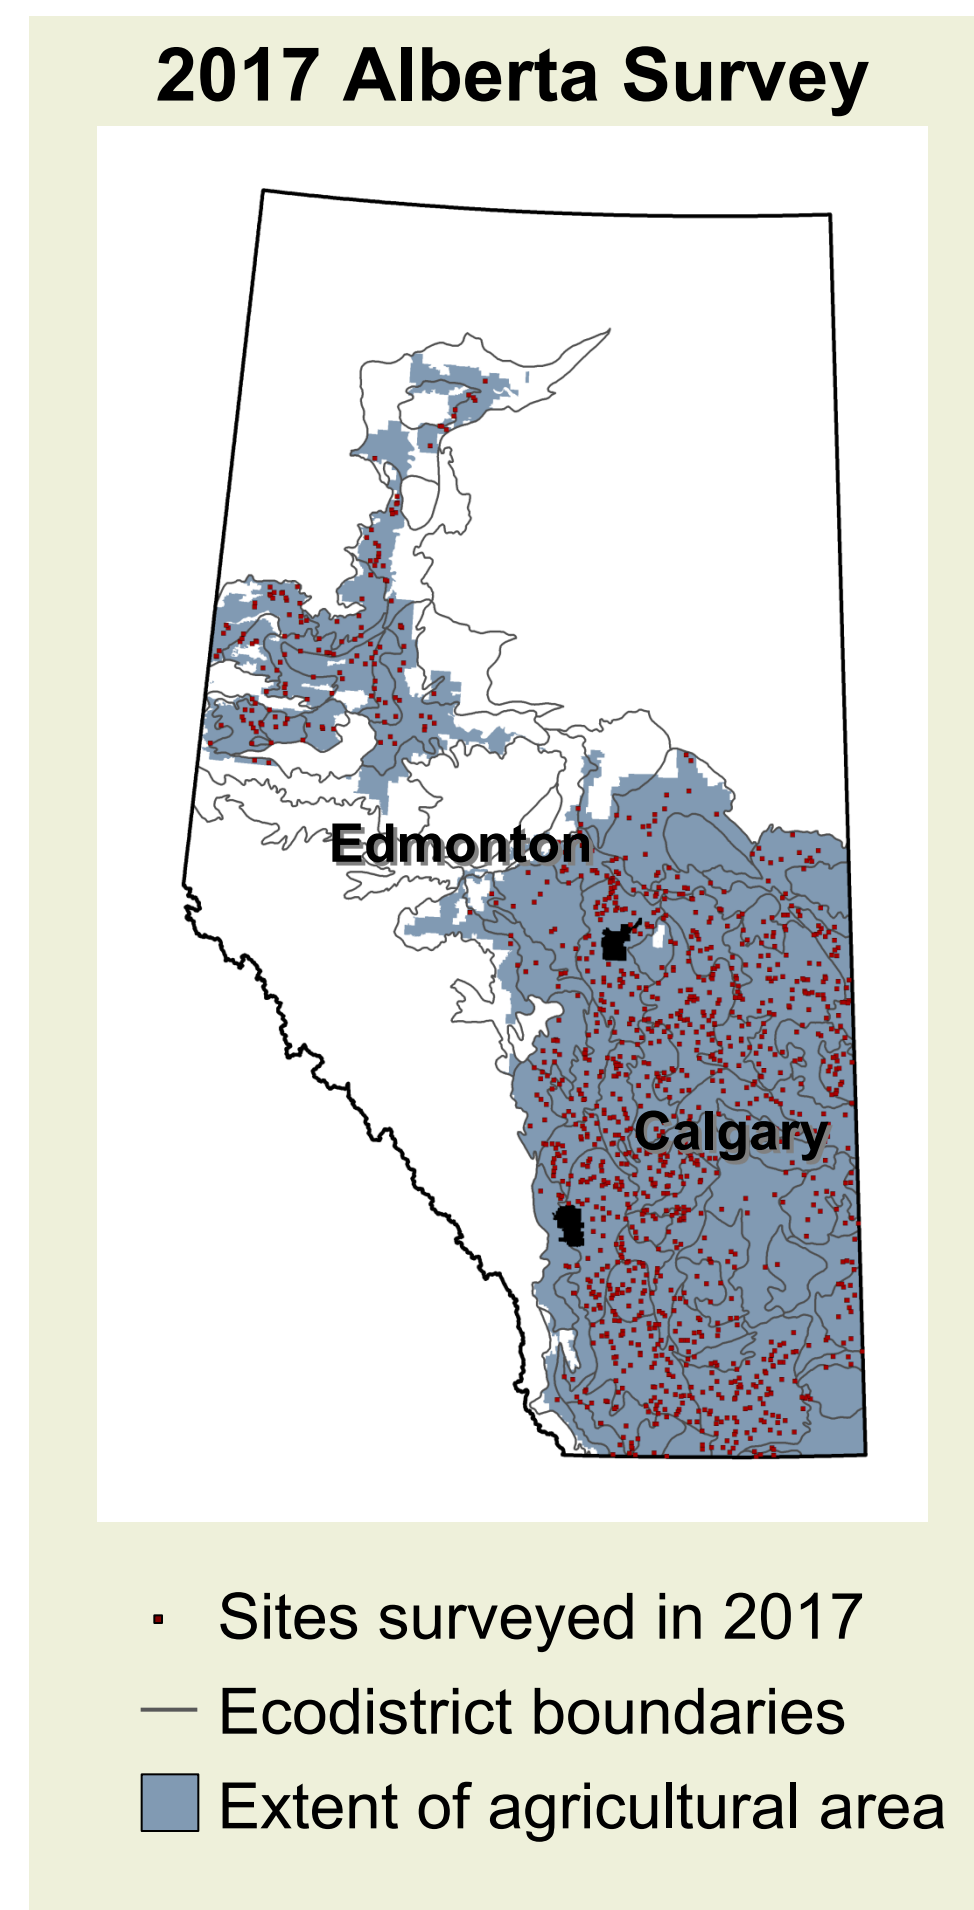 2017 Alberta Survey
Edmonton
Calgary
Sites surveyed in 2017
Ecodistrict boundaries
Extent of agricultural area